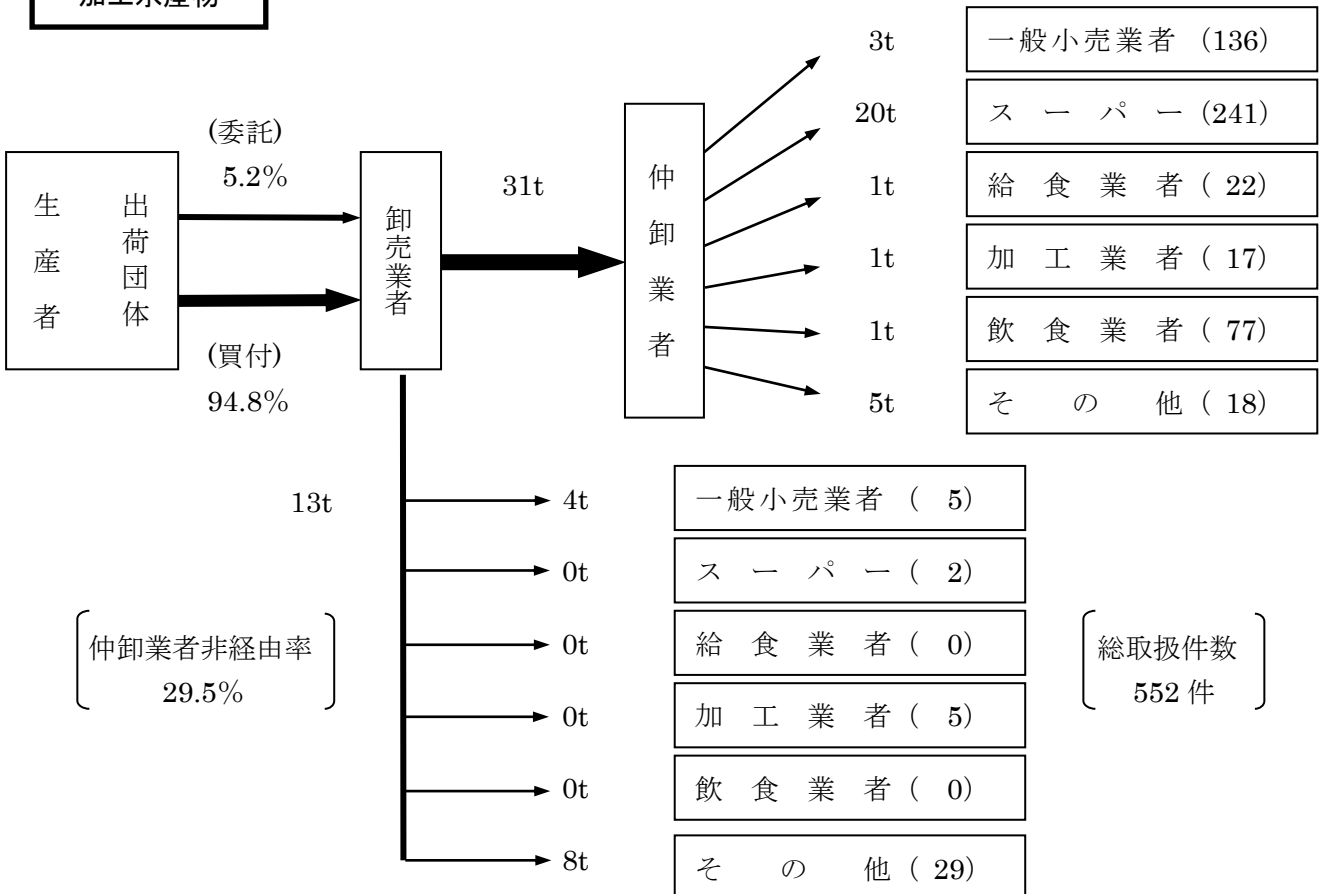 加工水産物
3t 一般小売業者 (136)
20t スーパー (241)
1t 給食業者 ( 22)
1t 加工業者 ( 17)
1t 飲食業者 ( 77)
5t その他 ( 18)
生産者
出荷団体
(委託)
5.2%
(買付)
94.8%
卸売業者
31t
仲卸業者
13t
4t 一般小売業者 ( 5)
0t スーパー ( 2)
0t 給食業者 ( 0)
0t 加工業者 ( 5)
0t 飲食業者 ( 0)
8t その他 ( 29)
仲卸業者非経由率
29.5%
総取扱件数
552 件